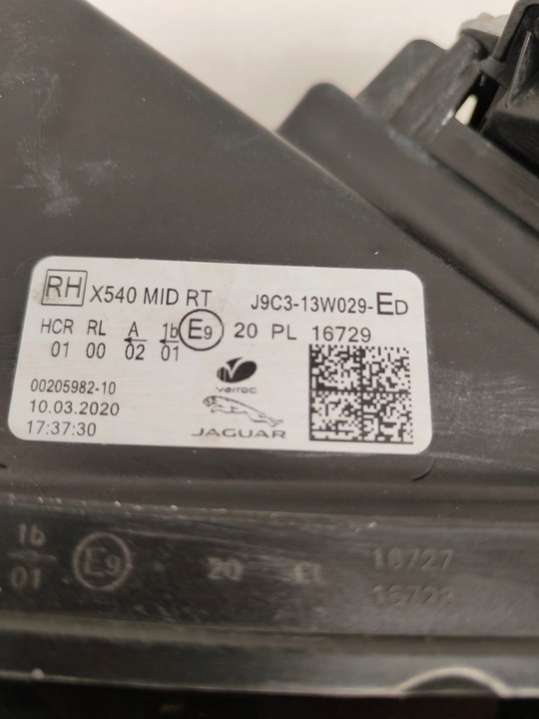 RH X540 MID RT J9C3-13W029-ED
HCR RL A 1b E9 20 PL 16729
01 00 02 01
00205982-10
10.03.2020
17:37:30
varroc
JAGUAR
1b
01 E9 20 16727